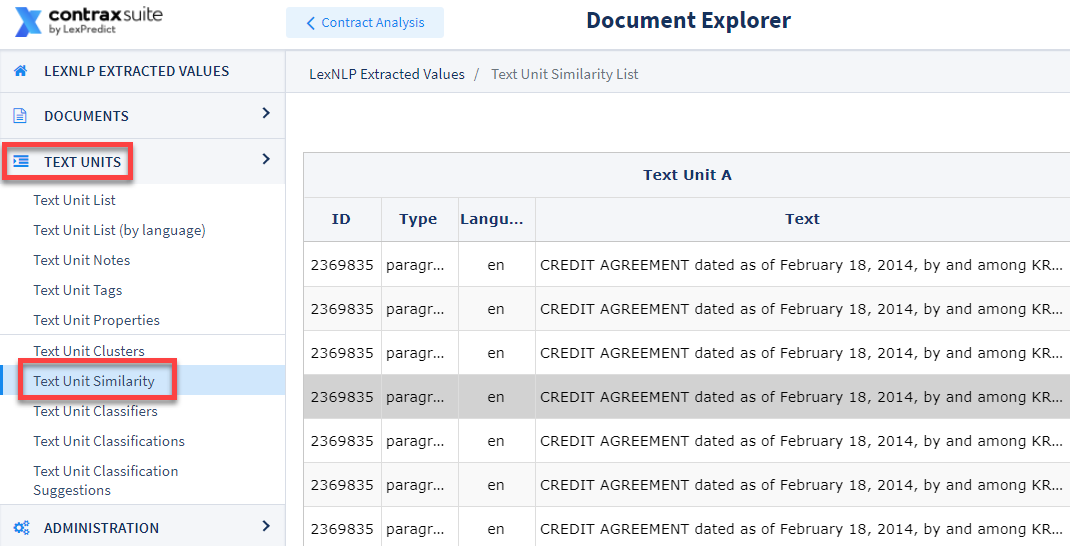 contraxsuite
by LexPredict
Contract Analysis
Document Explorer
LEXNLP EXTRACTED VALUES
DOCUMENTS
TEXT UNITS
Text Unit List
Text Unit List (by language)
Text Unit Notes
Text Unit Tags
Text Unit Properties
Text Unit Clusters
Text Unit Similarity
Text Unit Classifiers
Text Unit Classifications
Text Unit Classification
Suggestions
ADMINISTRATION
LexNLP Extracted Values / Text Unit Similarity List
Text Unit A
ID Type Langu... Text
2369835 paragr... en CREDIT AGREEMENT dated as of February 18, 2014, by and among KR...
2369835 paragr... en CREDIT AGREEMENT dated as of February 18, 2014, by and among KR...
2369835 paragr... en CREDIT AGREEMENT dated as of February 18, 2014, by and among KR...
2369835 paragr... en CREDIT AGREEMENT dated as of February 18, 2014, by and among KR...
2369835 paragr... en CREDIT AGREEMENT dated as of February 18, 2014, by and among KR...
2369835 paragr... en CREDIT AGREEMENT dated as of February 18, 2014, by and among KR...
2369835 paragr... en CREDIT AGREEMENT dated as of February 18, 2014, by and among KR...